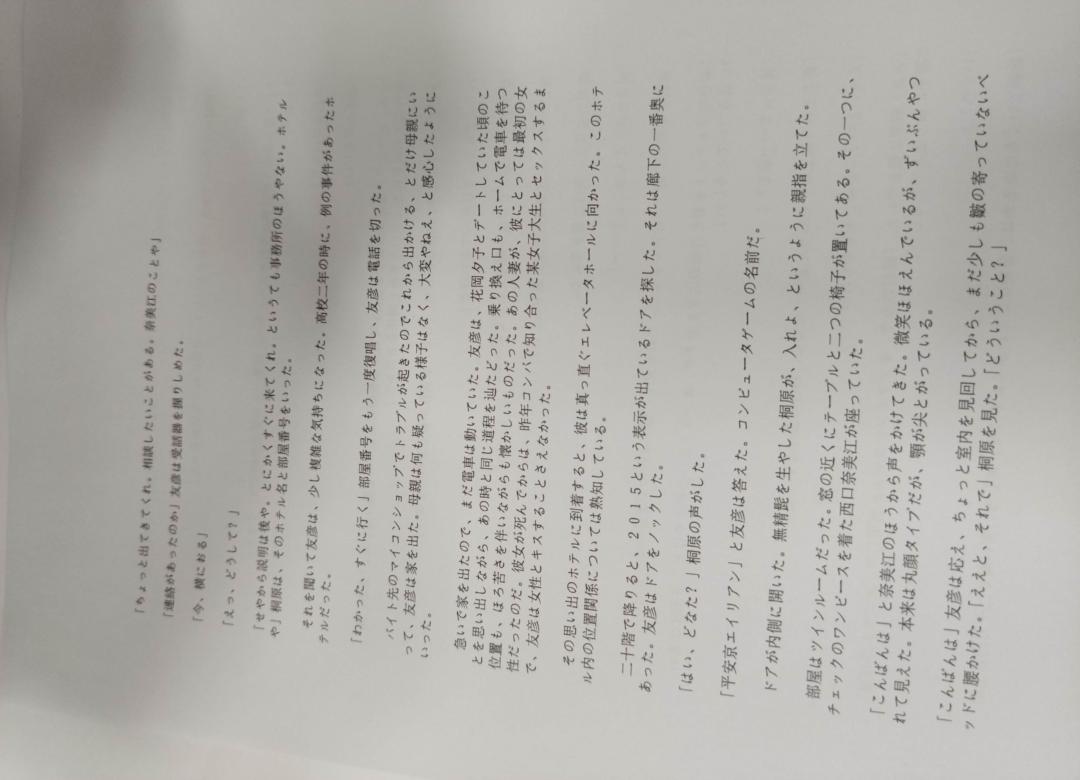 「ちょっと出てきてくれ。相談したいことがある。奈美江のことや」
「連絡があったのか」友彦は受話器を握りしめた。
「今、横におる」
「えっ、どうして？」
「せやから説明は後や。とにかくすぐに来てくれ。というても事務所のほうやない。ホテル
や」桐原は、そのホテル名と部屋番号をいった。
それを聞いて友彦は、少し複雑な気持ちになった。高校二年の時に、例の事件があったホ
テルだった。
「わかった、すぐに行く」部屋番号をもう一度復唱し、友彦は電話を切った。
バイト先のマイコンショップでトラブルが起きたのでこれから出かける、とだけ母親にい
って、友彦は家を出た。母親は何も疑っている様子はなく、大変やねえ、と感心したように
いった。
急いで家を出たので、まだ電車は動いていた。友彦は、花岡夕子とデートしていた頃のこ
とを思い出しながら、あの時と同じ道程を辿たどった。乗り換え口も、ホームで電車を待つ
位置も、ほろ苦さを伴いながらも懐かしいものだった。あの人妻が、彼にとっては最初の女
性だったのだ。彼女が死んでからは、昨年コンパで知り合った某女子大生とセックスするま
で、友彦は女性とキスすることさえなかった。
その思い出のホテルに到着すると、彼は真っ直ぐエレベータホールに向かった。このホテ
ル内の位置関係については熟知している。
二十階で降りると、２０１５という表示が出ているドアを探した。それは廊下の一番奥に
あった。友彦はドアをノックした。
「はい、どなた？」桐原の声がした。
「平安京エイリアン」と友彦は答えた。コンピュータゲームの名前だ。
ドアが内側に開いた。無精髭を生やした桐原が、入れよ、というように親指を立てた。
部屋はツインルームだった。窓の近くにテーブルと二つの椅子が置いてある。その一つに、
チェックのワンピースを着た西口奈美江が座っていた。
「こんばんは」と奈美江のほうから声をかけてきた。微笑はほえんでいるが、ずいぶんやつ
れて見えた。本来は丸顔タイプだが、顎が尖とがっている。
「こんばんは」友彦は応え、ちょっと室内を見回してから、まだ少しも皺の寄っていないベ
ッドに腰かけた。「ええと、それで」桐原を見た。「どういうこと？」